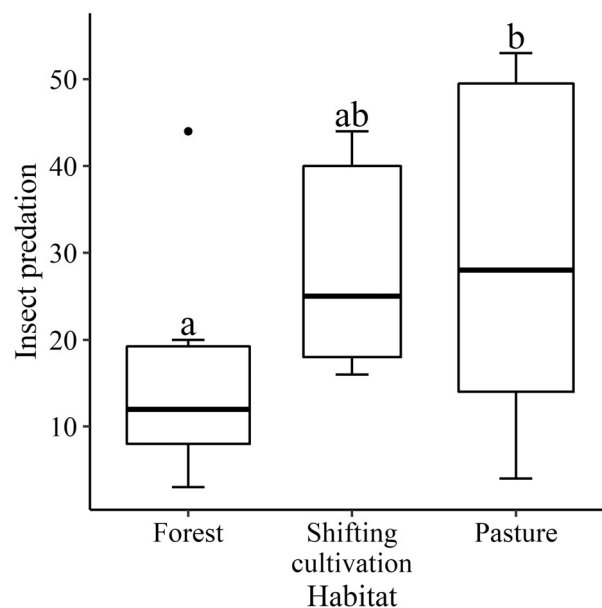 b
50
ab
40
30
a
20
10
Insect predation
Forest
Shifting
cultivation
Pasture
Habitat